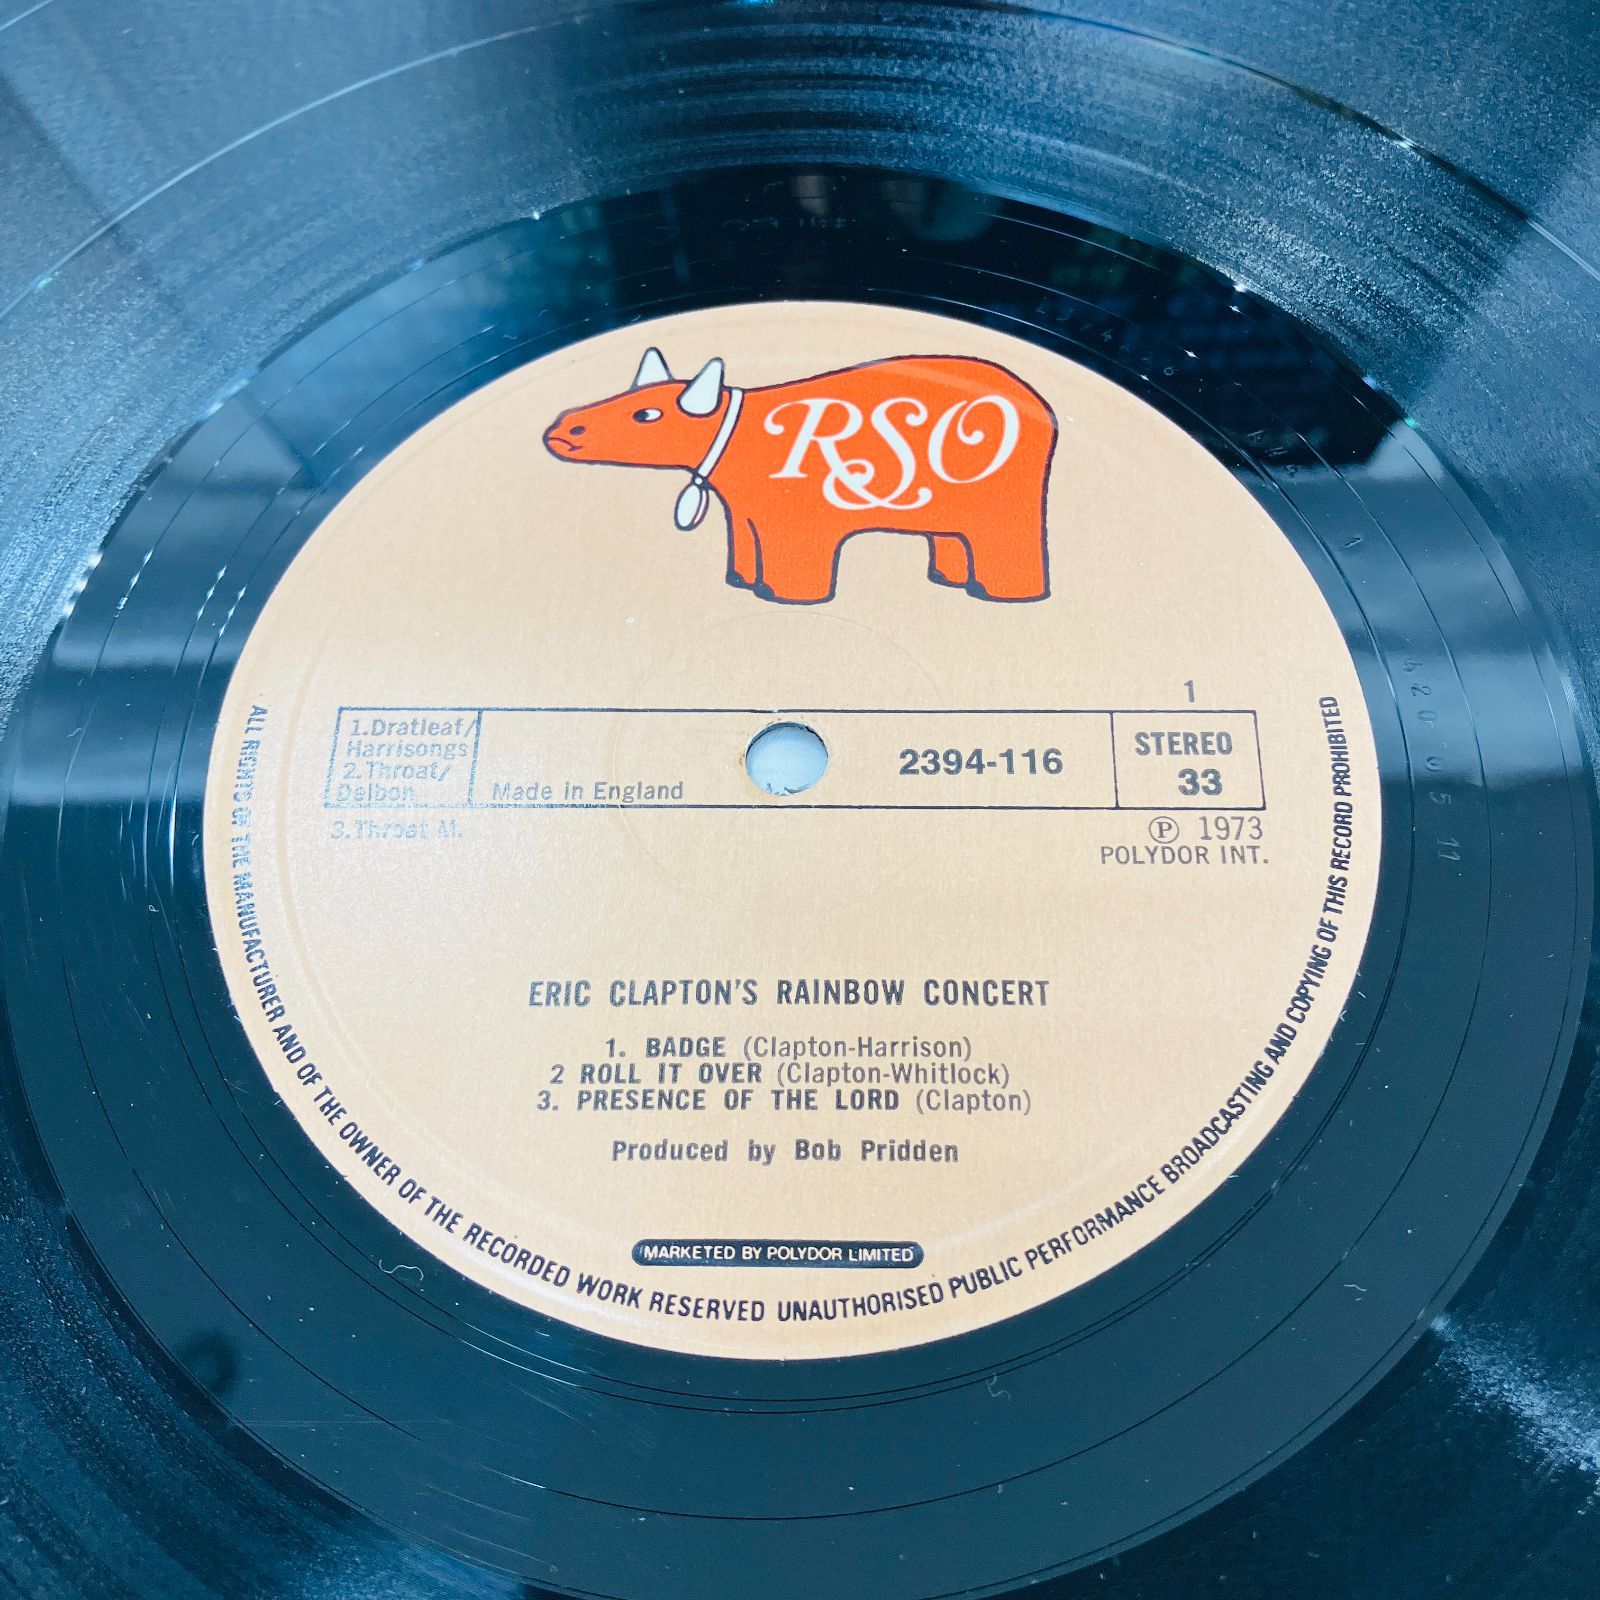 RSO
1
1.Dratleaf/
Harrisongs
2.Throat/
Delbon
3.Throat M.
Made in England
2394-116
STEREO
33
℗ 1973
POLYDOR INT.
ERIC CLAPTON'S RAINBOW CONCERT
1. BADGE (Clapton-Harrison)
2 ROLL IT OVER (Clapton-Whitlock)
3. PRESENCE OF THE LORD (Clapton)
Produced by Bob Pridden
MARKETED BY POLYDOR LIMITED
ALL RIGHTS OF THE MANUFACTURER AND OF THE OWNER OF THE RECORDED WORK RESERVED UNAUTHORISED PUBLIC PERFORMANCE BROADCASTING AND COPYING OF THIS RECORD PROHIBITED